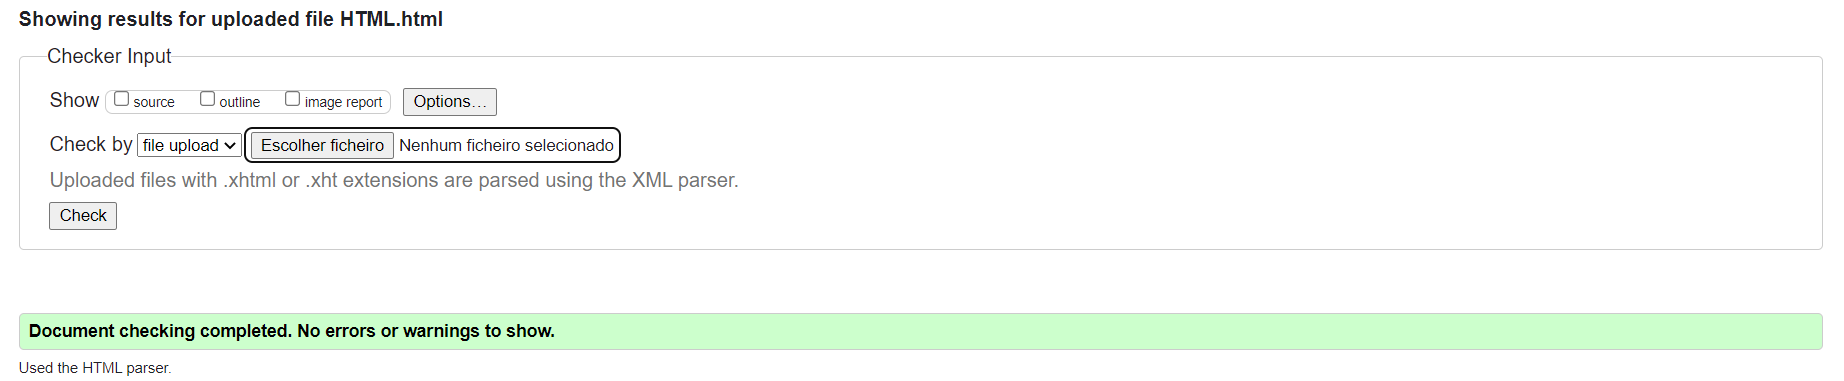 Showing results for uploaded file HTML.html
Checker Input
Show source outline image report Options…
Check by file upload Escolher ficheiro Nenhum ficheiro selecionado
Uploaded files with .xhtml or .xht extensions are parsed using the XML parser.
Check
Document checking completed. No errors or warnings to show.
Used the HTML parser.